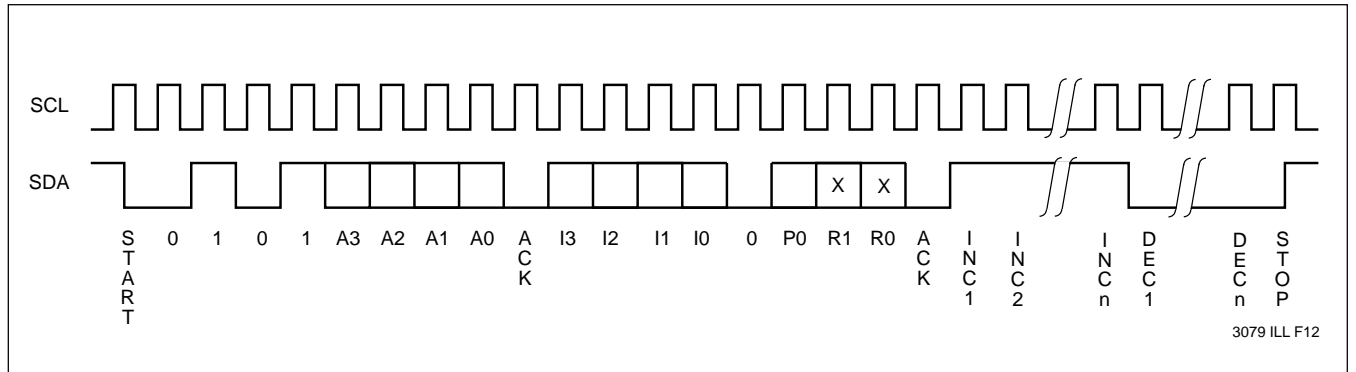 SCL
SDA
X X
START 0 1 0 1 A3 A2 A1 A0 ACK I3 I2 I1 I0 0 P0 R1 R0 ACK INC1 INC2 INCn DEC1 DECn STOP
3079 ILL F12